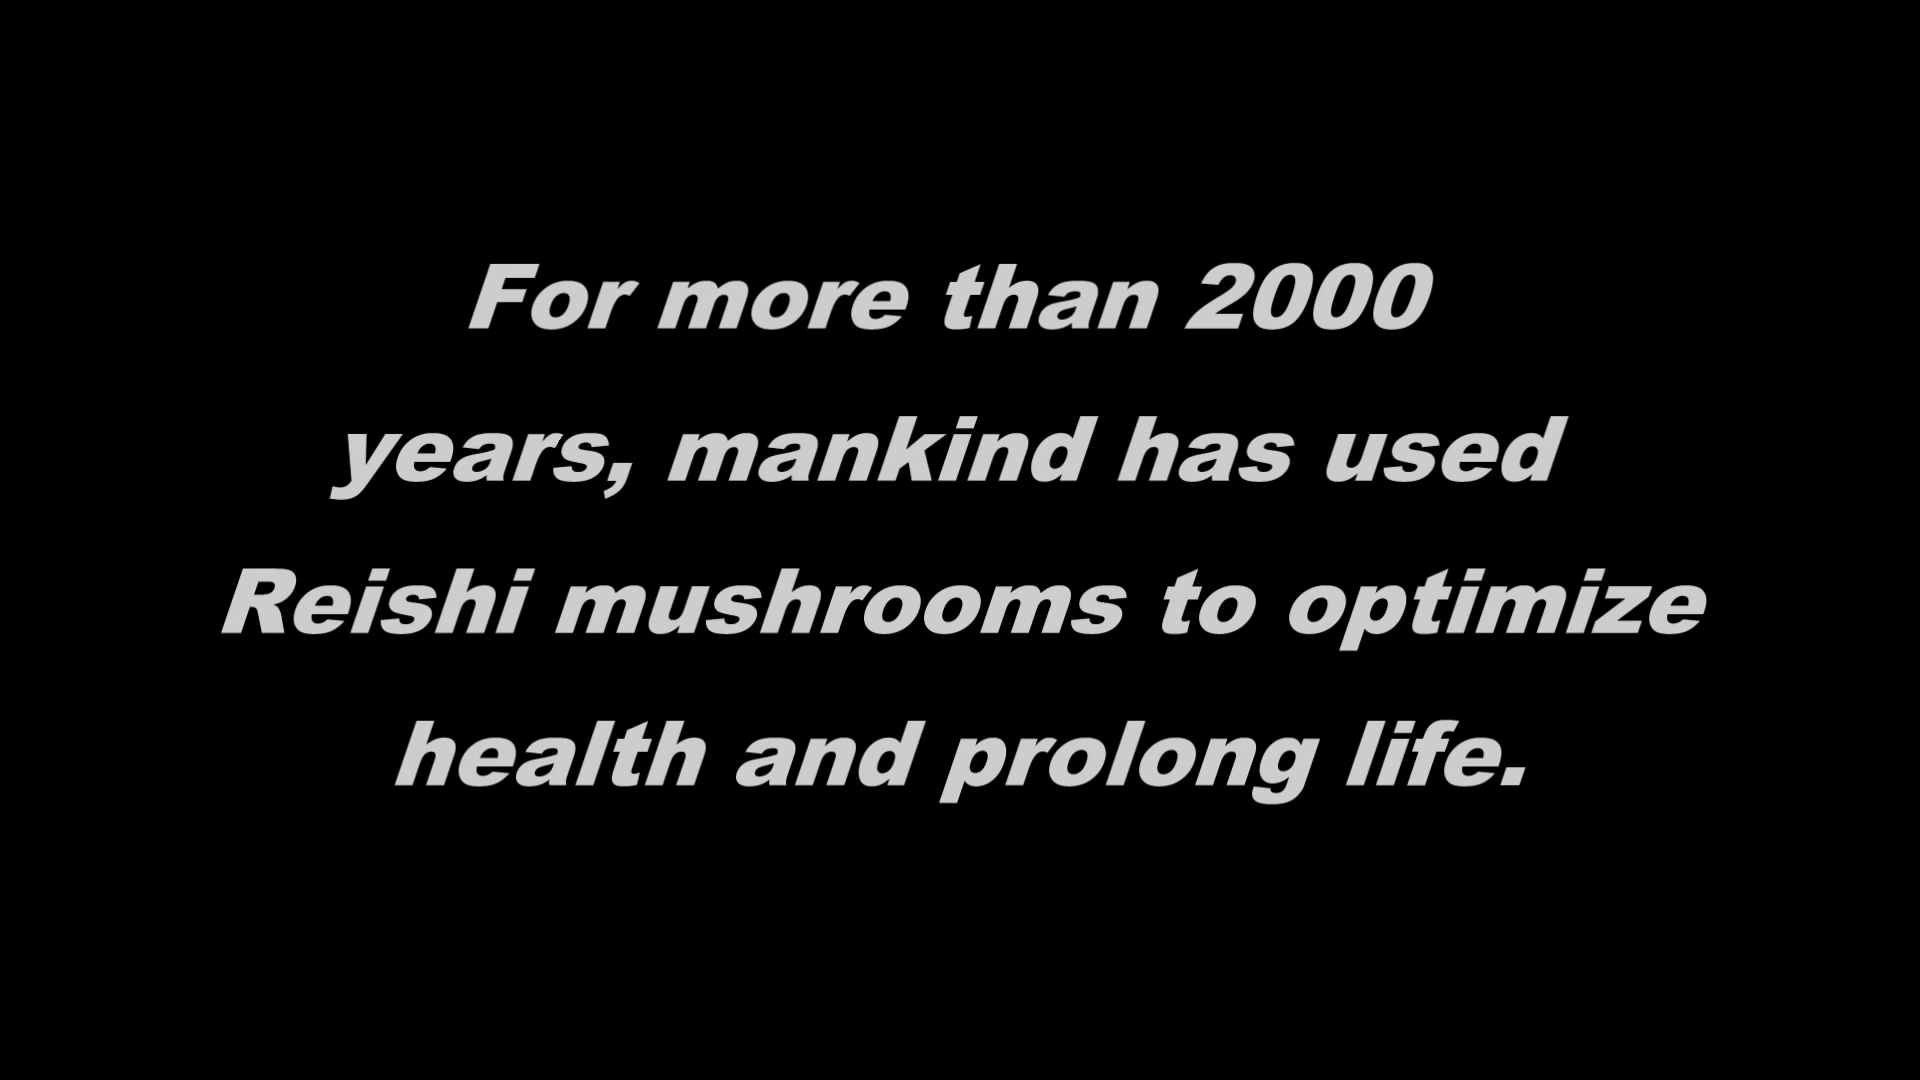 For more than 2000
years, mankind has used
Reishi mushrooms to optimize
health and prolong life.